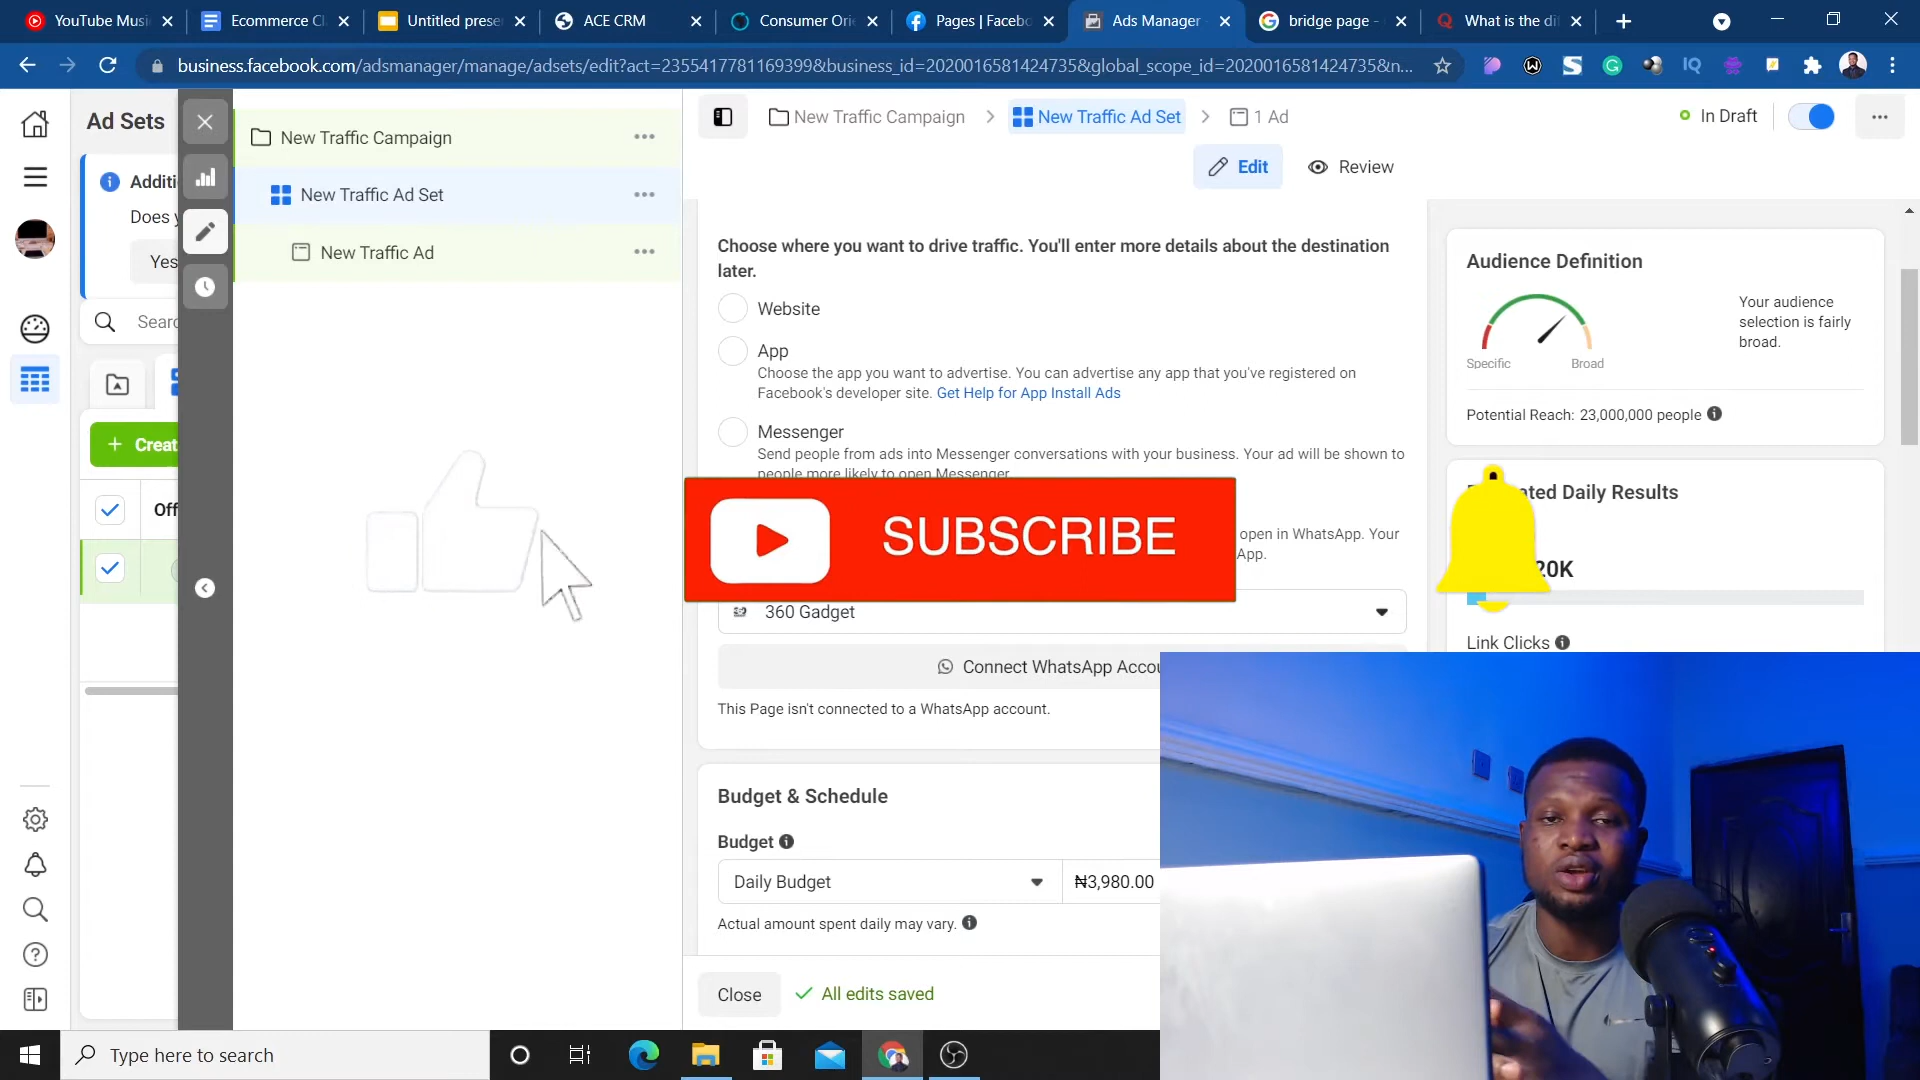 YouTube Musi
Ecommerce Cl
Untitled prese
ACE CRM
Consumer Orie
Pages | Facebo
Ads Manager
bridge page -
What is the dif
business.facebook.com/adsmanager/manage/adsets/edit?act=2355417781169399&business_id=2020016581424735&global_scope_id=2020016581424735&n...
Ad Sets
Additi
Does y
Yes
Searc
Creat
Off
New Traffic Campaign
New Traffic Ad Set
New Traffic Ad
New Traffic Campaign
New Traffic Ad Set
1 Ad
In Draft
Edit
Review
Choose where you want to drive traffic. You'll enter more details about the destination
later.
Website
App
Choose the app you want to advertise. You can advertise any app that you've registered on
Facebook's developer site. Get Help for App Install Ads
Messenger
Send people from ads into Messenger conversations with your business. Your ad will be shown to
people more likely to open Messenger.
SUBSCRIBE
open in WhatsApp. Your
App.
360 Gadget
Connect WhatsApp Accou
This Page isn't connected to a WhatsApp account.
Budget & Schedule
Budget
Daily Budget
₦3,980.00
Actual amount spent daily may vary.
Close
All edits saved
Audience Definition
Specific
Broad
Your audience
selection is fairly
broad.
Potential Reach: 23,000,000 people
ted Daily Results
20K
Link Clicks
Type here to search